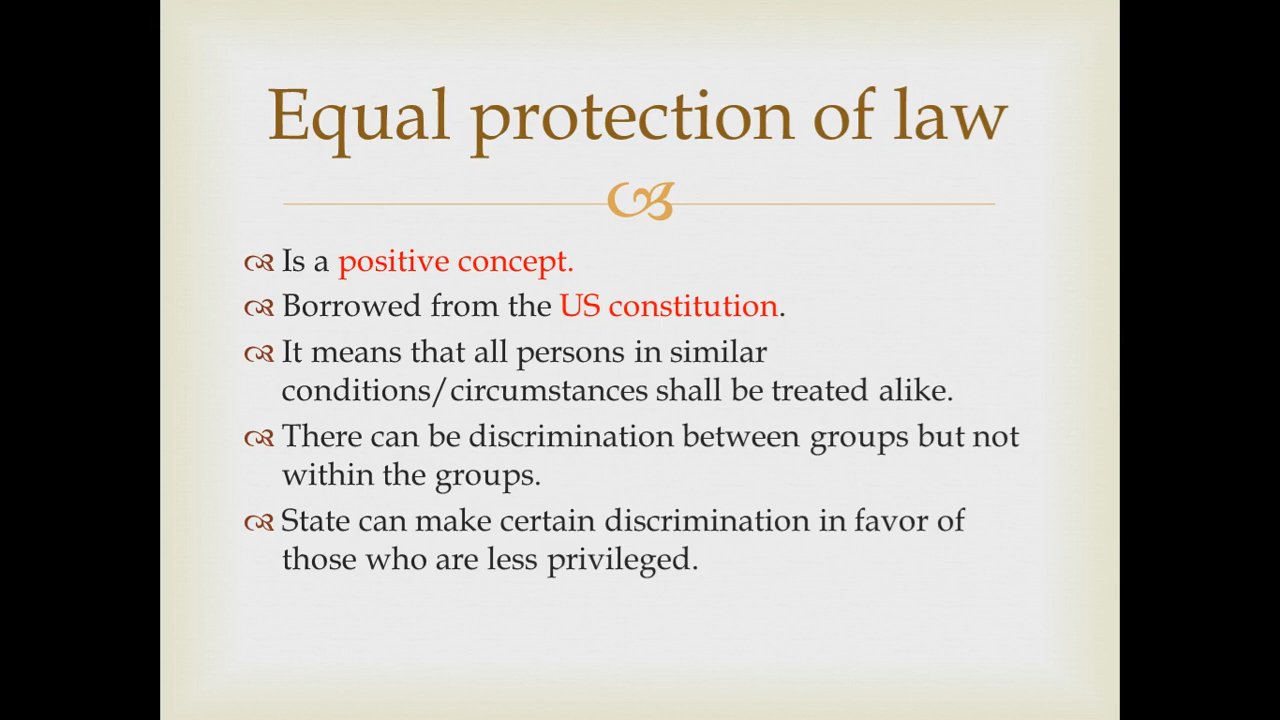 Equal protection of law
Is a positive concept.
Borrowed from the US constitution.
It means that all persons in similar
conditions/circumstances shall be treated alike.
There can be discrimination between groups but not
within the groups.
State can make certain discrimination in favor of
those who are less privileged.